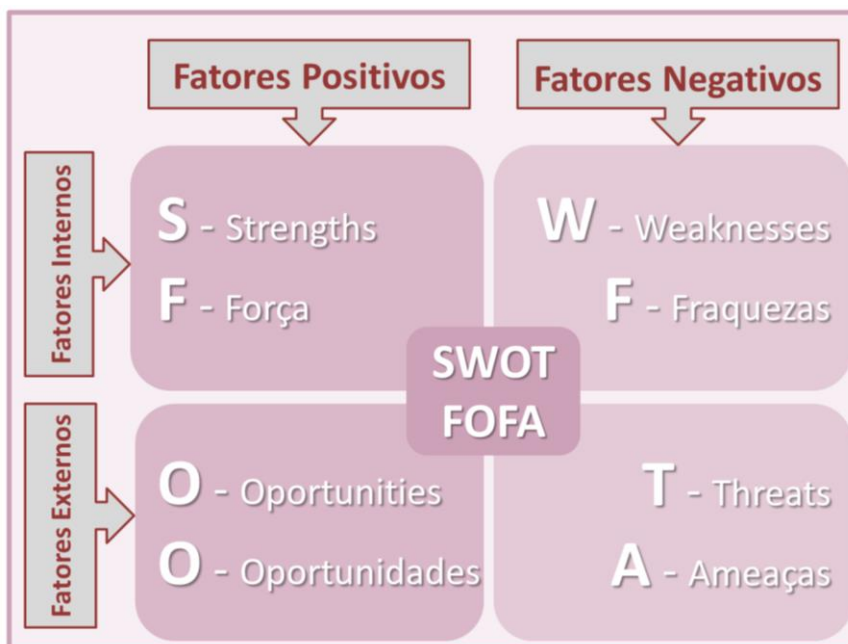 Fatores Positivos
Fatores Negativos
Fatores Internos
S - Strengths
F - Força
W - Weaknesses
F - Fraquezas
SWOT
FOFA
Fatores Externos
O - Oportunities
O - Oportunidades
T - Threats
A - Ameaças